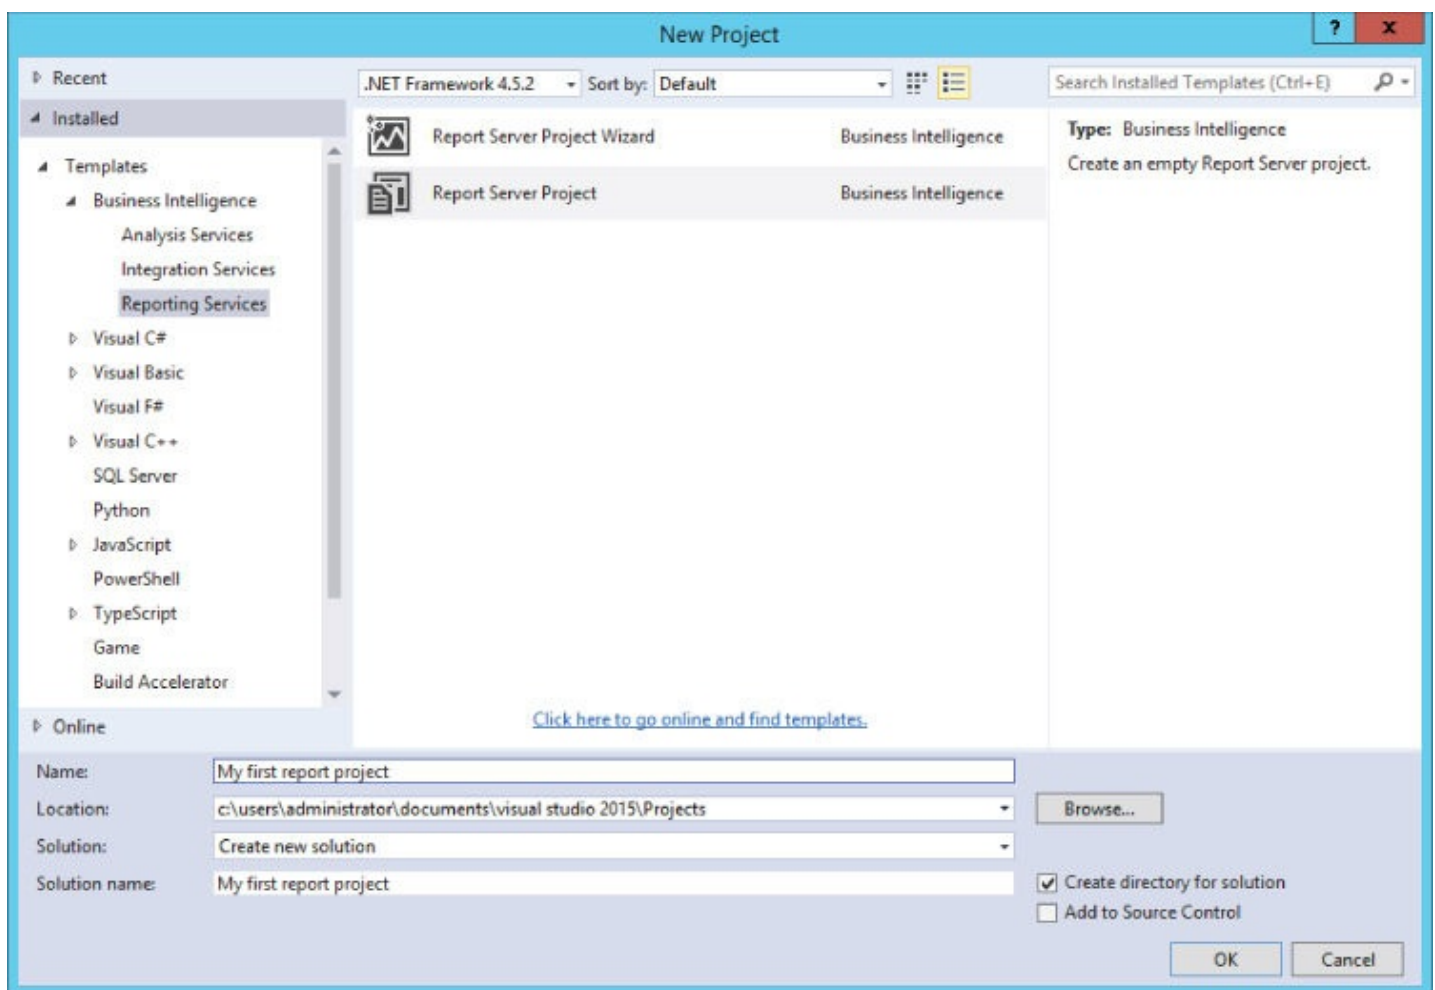 New Project
?
x
Recent
Installed
Templates
Business Intelligence
Analysis Services
Integration Services
Reporting Services
Visual C#
Visual Basic
Visual F#
Visual C++
SQL Server
Python
JavaScript
PowerShell
TypeScript
Game
Build Accelerator
Online
.NET Framework 4.5.2
Sort by: Default
Report Server Project Wizard Business Intelligence
Report Server Project Business Intelligence
Click here to go online and find templates.
Search Installed Templates (Ctrl+E)
Type: Business Intelligence
Create an empty Report Server project.
Name: My first report project
Location: c:\users\administrator\documents\visual studio 2015\Projects
Browse...
Solution: Create new solution
Solution name: My first report project
Create directory for solution
Add to Source Control
OK
Cancel